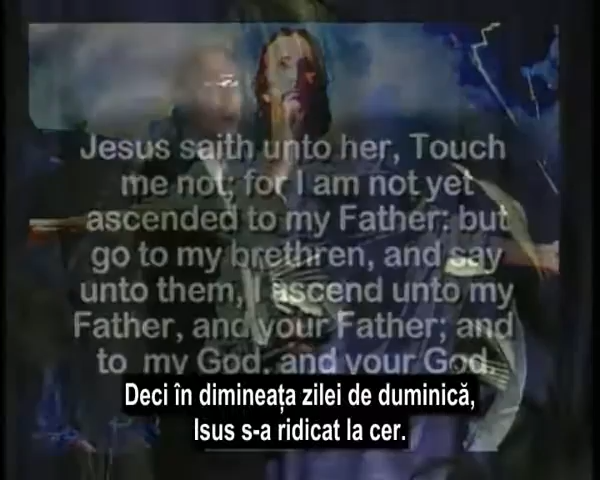 Jesus saith unto her, Touch
me not; for I am not yet
ascended to my Father: but
go to my brethren, and say
unto them, I ascend unto my
Father, and your Father; and
to my God, and your God.
Deci în dimineața zilei de duminică,
Isus s-a ridicat la cer.